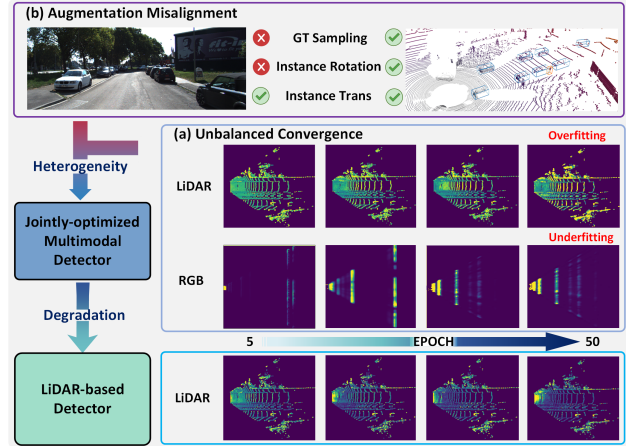 (b) Augmentation Misalignment
GT Sampling
Instance Rotation
Instance Trans
Heterogeneity
(a) Unbalanced Convergence
Overfitting
LiDAR
Jointly-optimized
Multimodal
Detector
Underfitting
RGB
Degradation
5 EPOCH 50
LiDAR-based
Detector
LiDAR